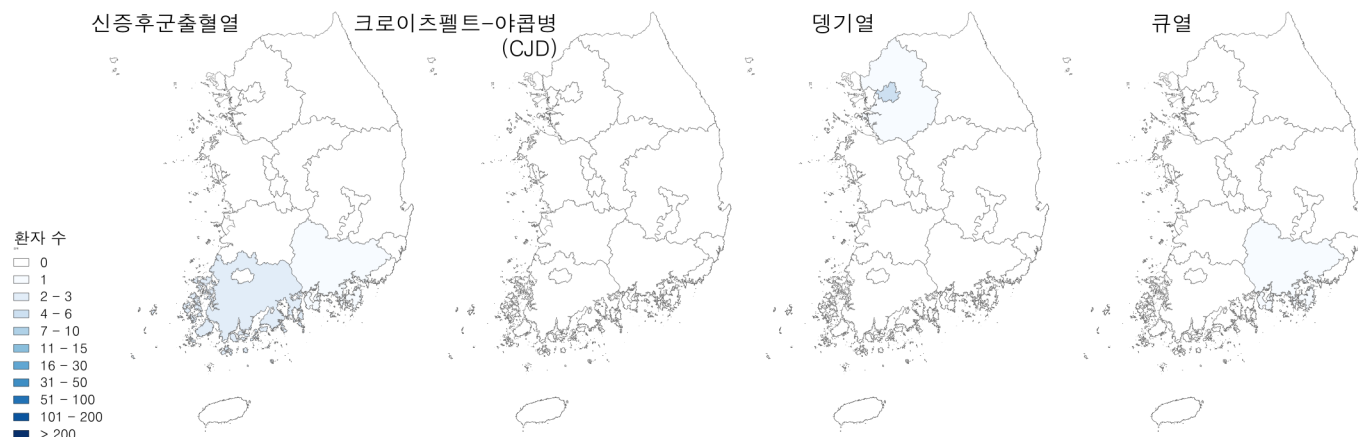 신증후군출혈열
크로이츠펠트-야콥병
(CJD)
뎅기열
큐열
환자 수
0
1
2 - 3
4 - 6
7 - 10
11 - 15
16 - 30
31 - 50
51 - 100
101 - 200
> 200